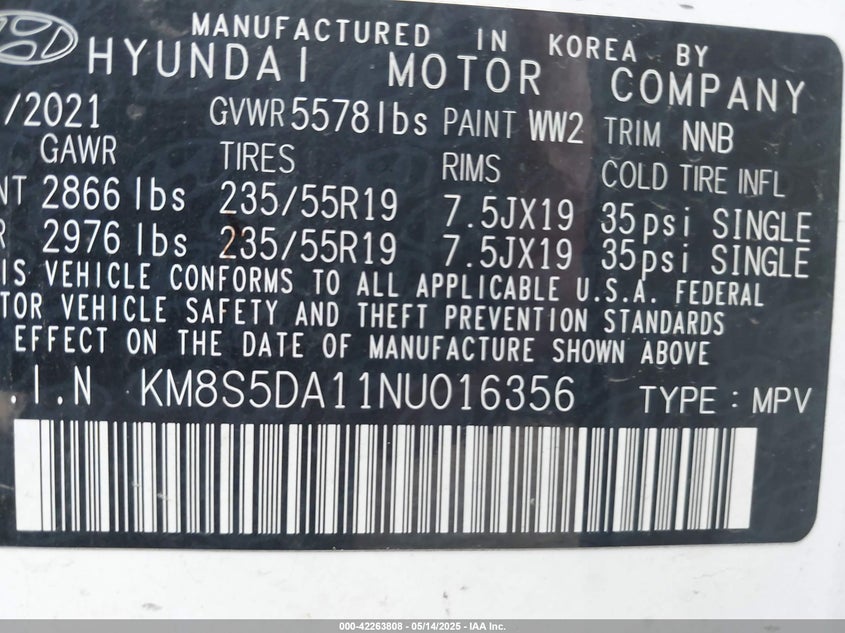 MANUFACTURED IN KOREA BY
HYUNDAI MOTOR COMPANY
/2021 GVWR 5578 lbs PAINT WW2 TRIM NNB
GAWR TIRES RIMS COLD TIRE INFL
NT 2866 lbs 235/55R19 7.5JX19 35psi SINGLE
R 2976 lbs 235/55R19 7.5JX19 35psi SINGLE
IS VEHICLE CONFORMS TO ALL APPLICABLE U.S.A. FEDERAL
TOR VEHICLE SAFETY AND THEFT PREVENTION STANDARDS
EFFECT ON THE DATE OF MANUFACTURE SHOWN ABOVE
.I.N KM8S5DA11NU016356 TYPE : MPV
000-42263808 - 05/14/2025 - IAA Inc.